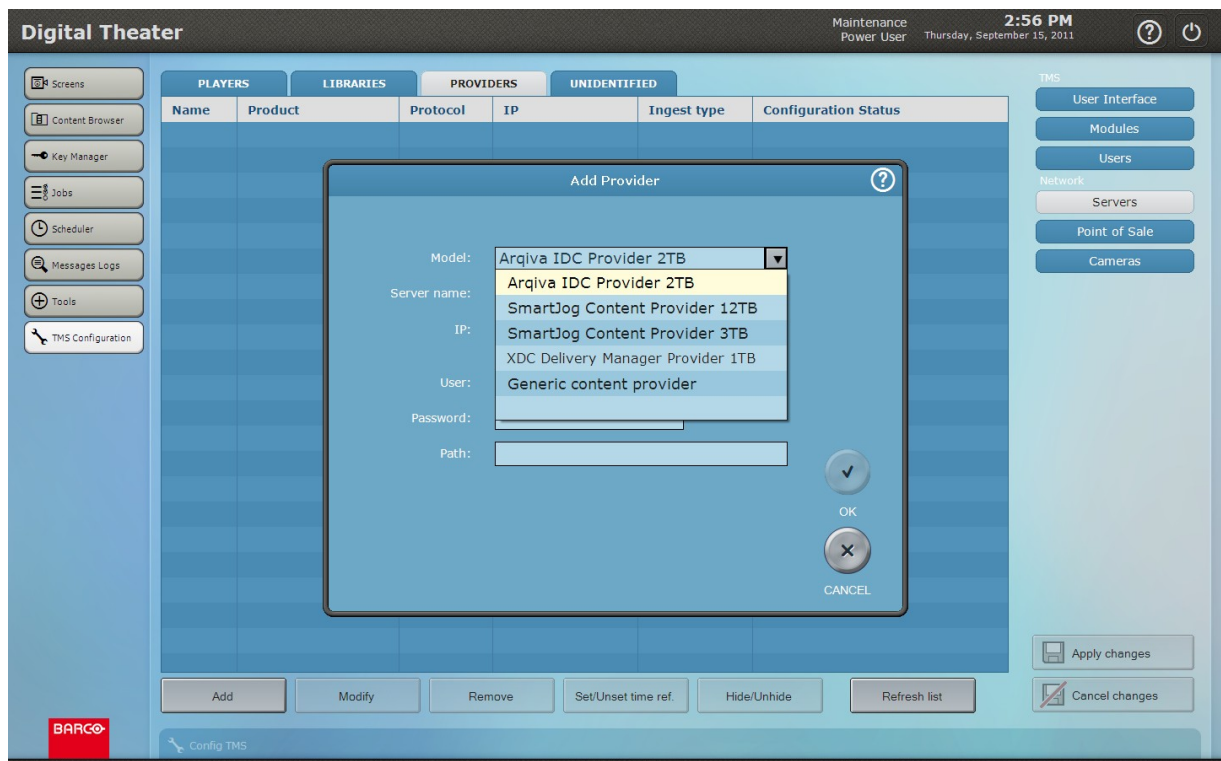 Digital Theater
Maintenance
Power User
2:56 PM
Thursday, September 15, 2011
Screens
Content Browser
Key Manager
Jobs
Scheduler
Messages Logs
Tools
TMS Configuration
PLAYERS LIBRARIES PROVIDERS UNIDENTIFIED
Name Product Protocol IP Ingest type Configuration Status
Add Provider
Model: Arqiva IDC Provider 2TB
Arqiva IDC Provider 2TB
Server name:
SmartJog Content Provider 12TB
IP: SmartJog Content Provider 3TB
XDC Delivery Manager Provider 1TB
User: Generic content provider
Password:
Path:
OK
CANCEL
TMS
User Interface
Modules
Users
Network
Servers
Point of Sale
Cameras
Apply changes
Cancel changes
Add Modify Remove Set/Unset time ref. Hide/Unhide Refresh list
BARCO
Config TMS